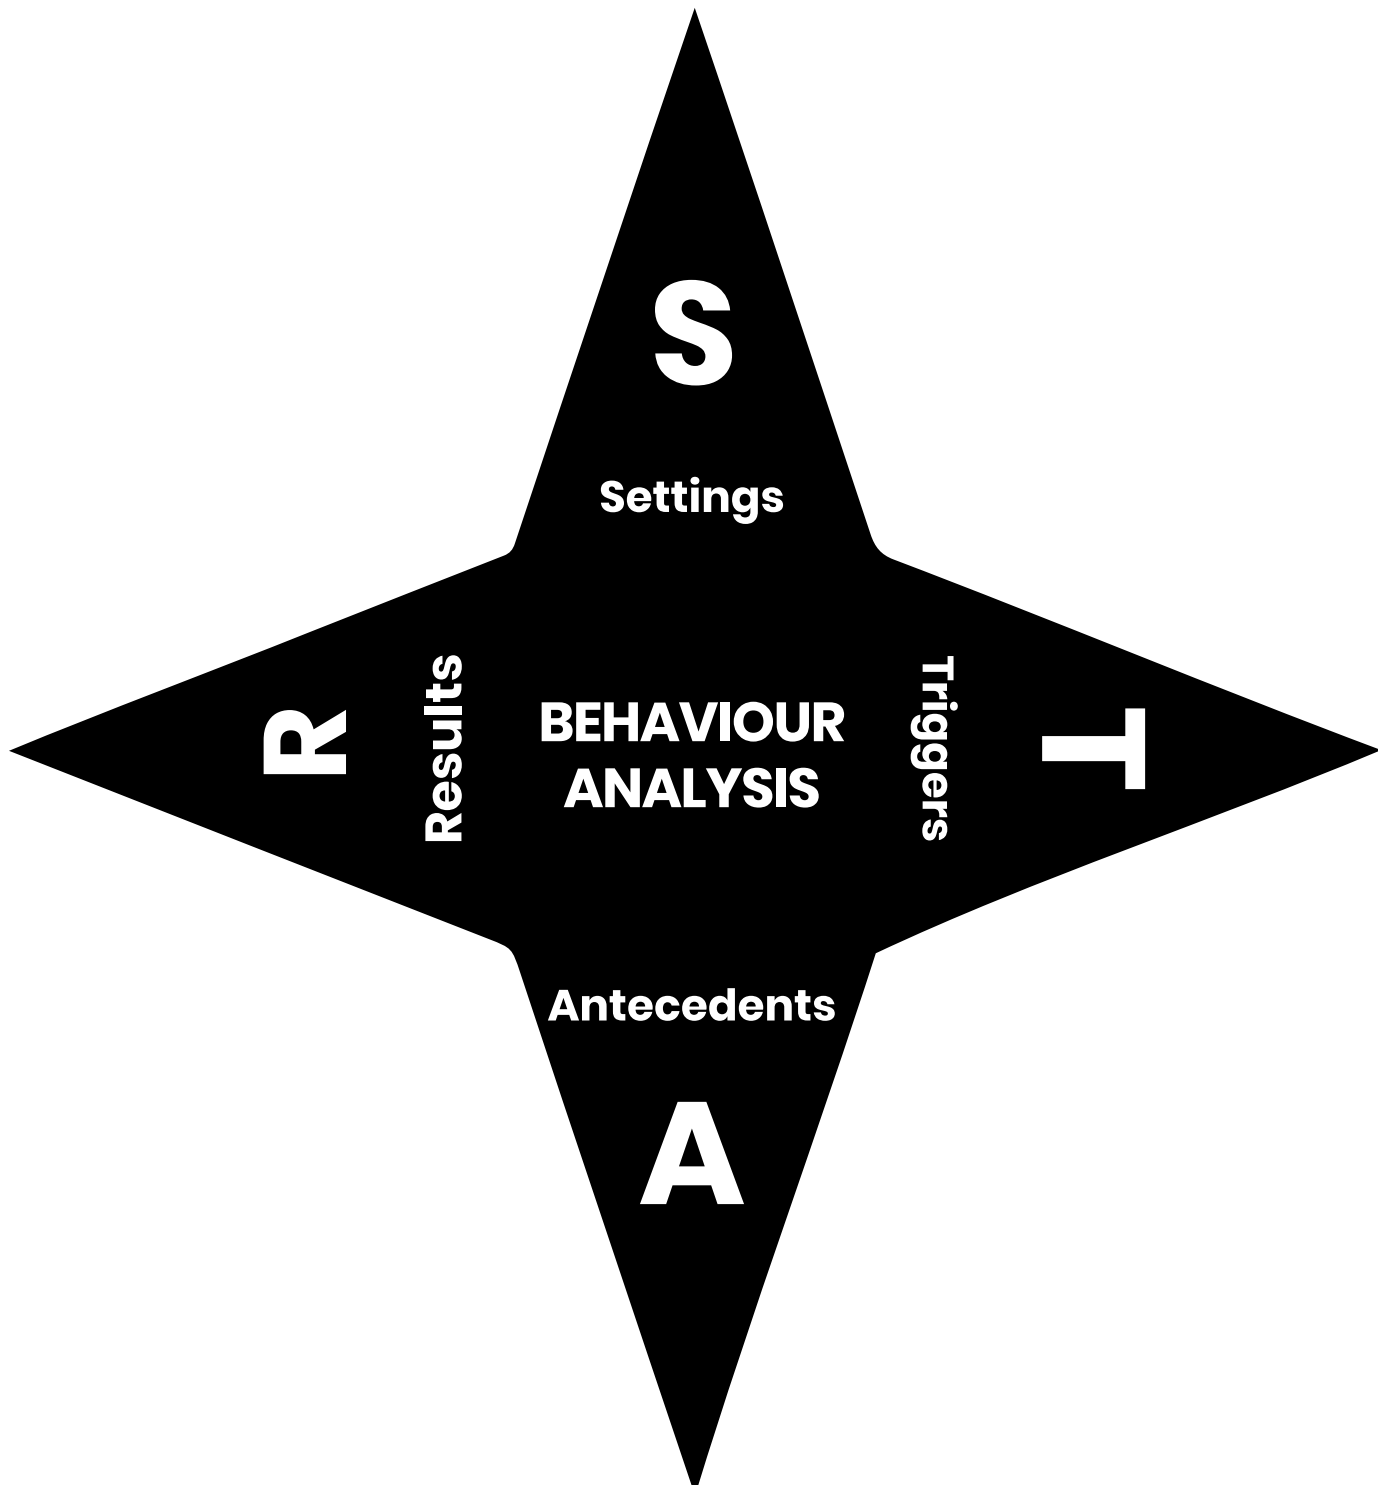 S
Settings
R
Results
BEHAVIOUR
ANALYSIS
Triggers
T
Antecedents
A